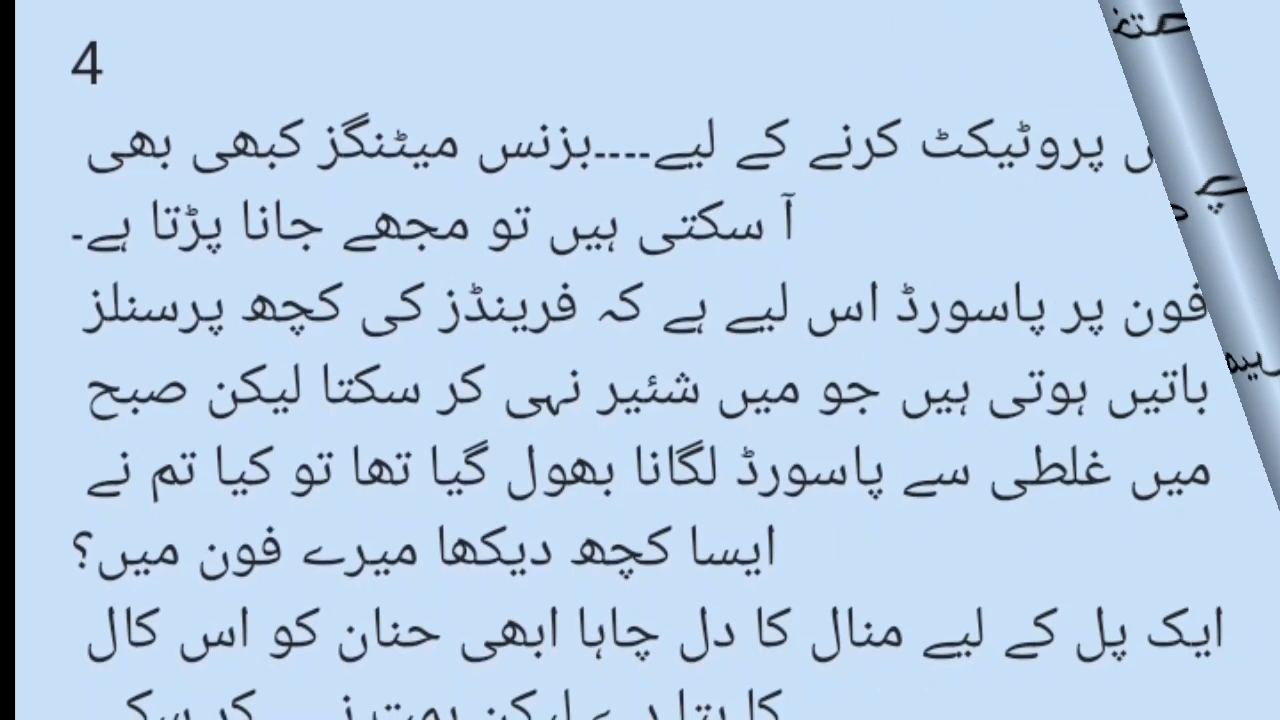 4
پروٹیکٹ کرنے کے لیے----بزنس میٹنگز کبھی بھی
آ سکتی ہیں تو مجھے جانا پڑتا ہے۔
فون پر پاسورڈ اس لیے ہے کہ فرینڈز کی کچھ پرسنلز
باتیں ہوتی ہیں جو میں شئیر نہی کر سکتا لیکن صبح
میں غلطی سے پاسورڈ لگانا بھول گیا تھا تو کیا تم نے
ایسا کچھ دیکھا میرے فون میں؟
ایک پل کے لیے منال کا دل چاہا ابھی حنان کو اس کال